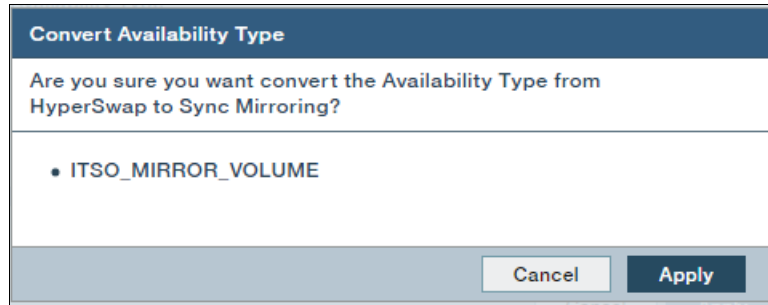 Convert Availability Type
Are you sure you want convert the Availability Type from
HyperSwap to Sync Mirroring?
• ITSO_MIRROR_VOLUME
Cancel Apply